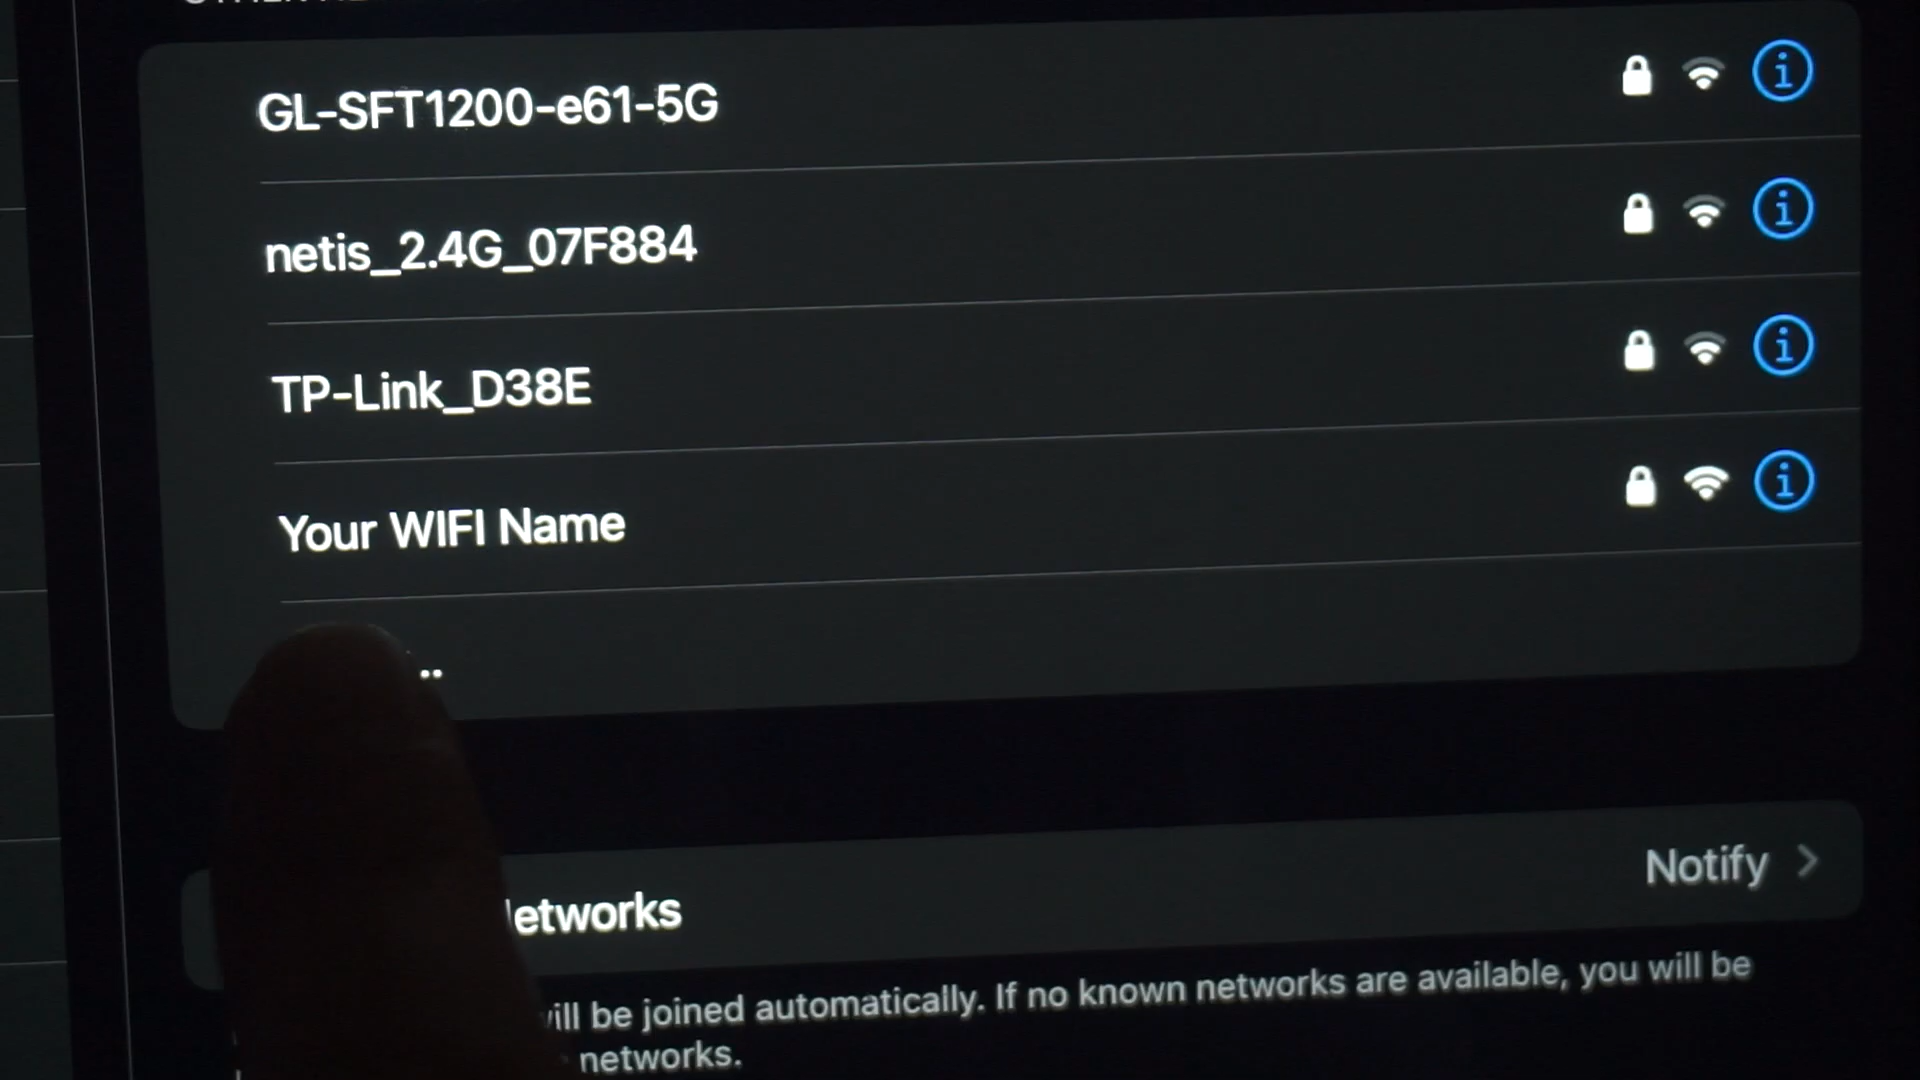 GL-SFT1200-e61-5G
netis_2.4G_07F884
TP-Link_D38E
Your WIFI Name
..
etworks
Notify
ill be joined automatically. If no known networks are available, you will be
networks.